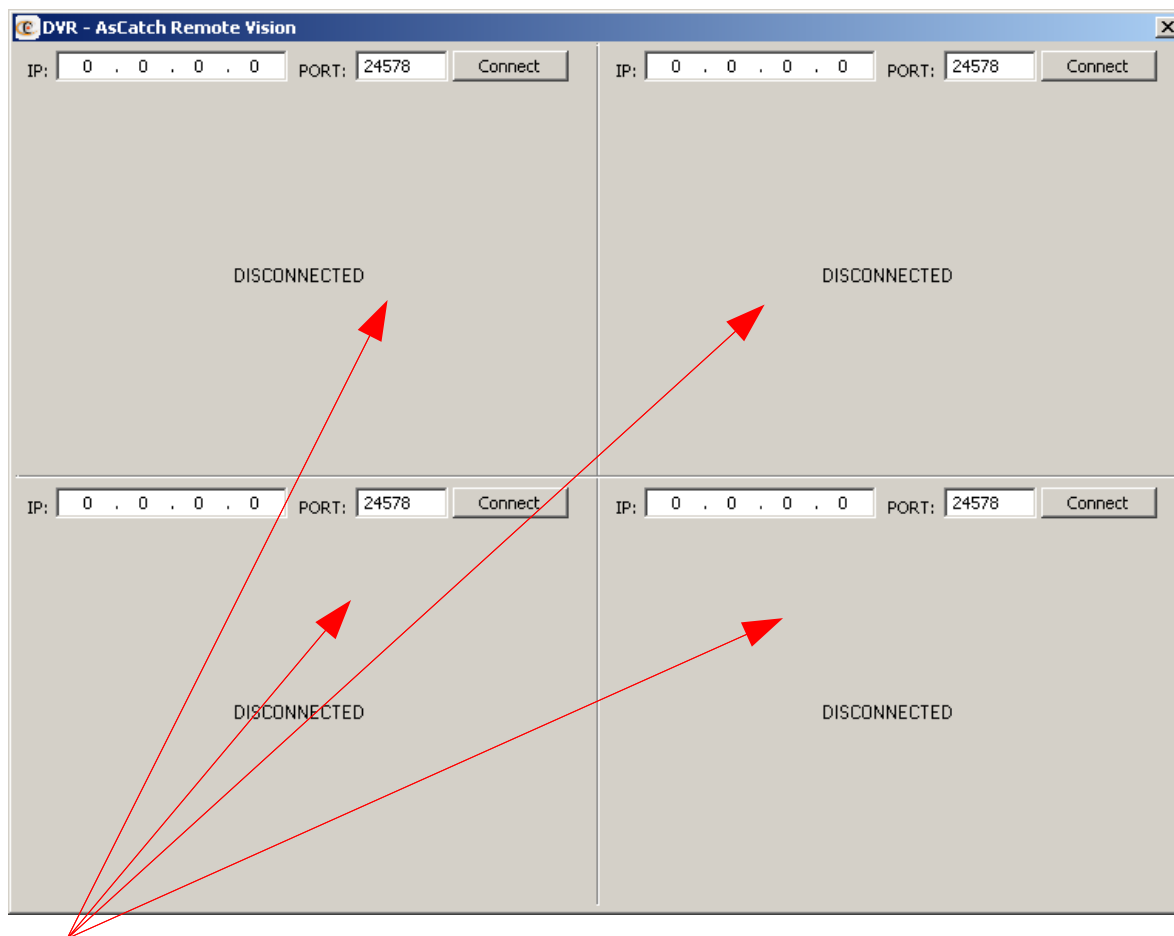 DVR - AsCatch Remote Vision
IP: 0 . 0 . 0 . 0 PORT: 24578 Connect
IP: 0 . 0 . 0 . 0 PORT: 24578 Connect
DISCONNECTED
DISCONNECTED
IP: 0 . 0 . 0 . 0 PORT: 24578 Connect
IP: 0 . 0 . 0 . 0 PORT: 24578 Connect
DISCONNECTED
DISCONNECTED